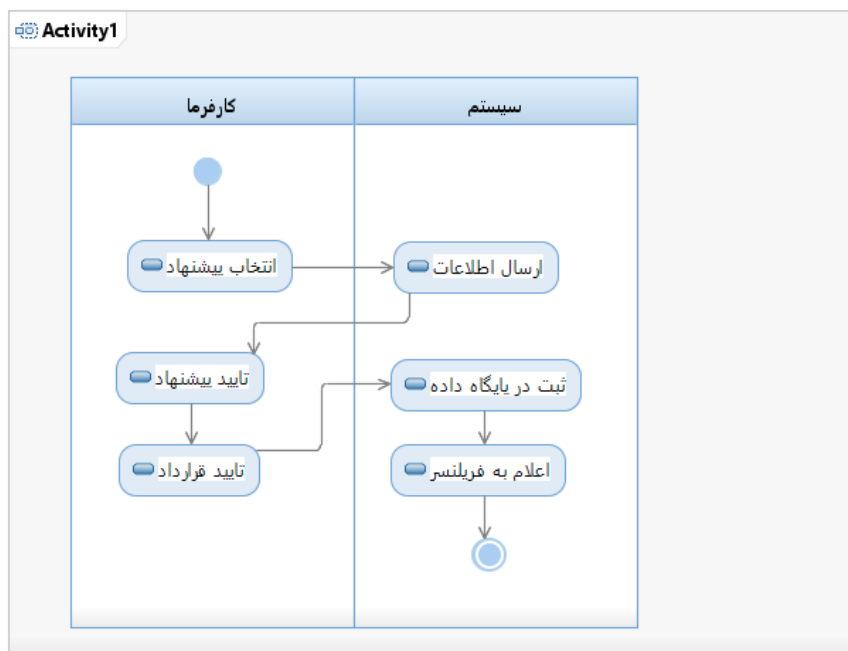 Activity1
کارفرما
سیستم
انتخاب پیشنهاد
ارسال اطلاعات
تایید پیشنهاد
ثبت در پایگاه داده
تایید قرارداد
اعلام به فریلنسر